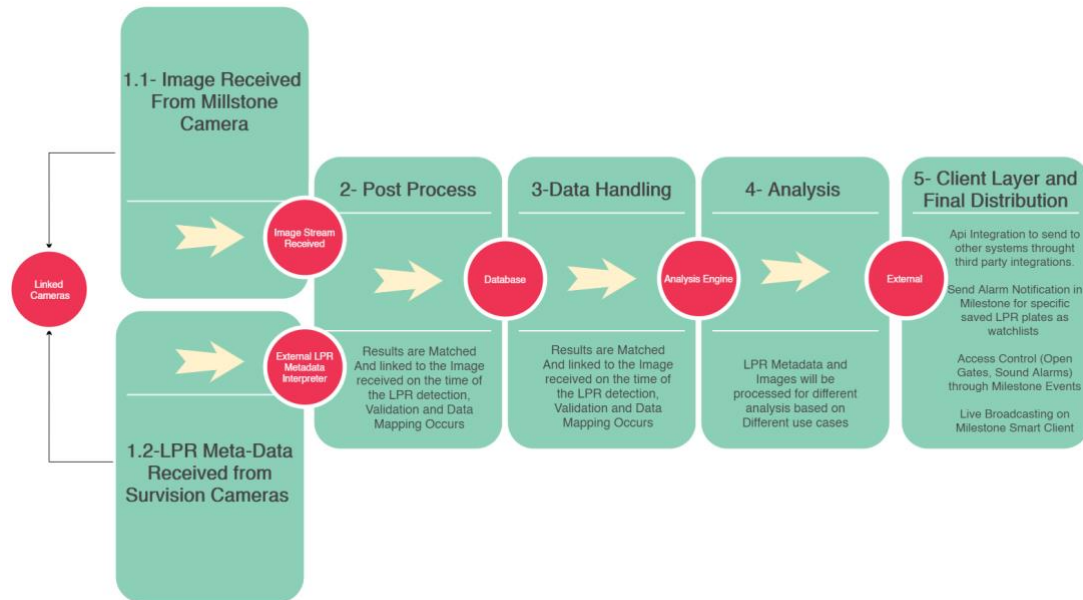 1.1- Image Received
From Millstone
Camera
Image Stream
Received
Linked
Cameras
External LPR
Metadata
Interpreter
1.2-LPR Meta-Data
Received from
Survision Cameras
2- Post Process
Database
Results are Matched
And linked to the Image
received on the time of
the LPR detection,
Validation and Data
Mapping Occurs
3-Data Handling
Analysis Engine
Results are Matched
And linked to the Image
received on the time of
the LPR detection,
Validation and Data
Mapping Occurs
4- Analysis
External
LPR Metadata and
Images will be
processed for different
analysis based on
Different use cases
5- Client Layer and
Final Distribution
Api Integration to send to
other systems throught
third party integrations.
Send Alarm Notification in
Milestone for specific
saved LPR plates as
watchlists
Access Control (Open
Gates, Sound Alarms)
through Milestone Events
Live Broadcasting on
Milestone Smart Client